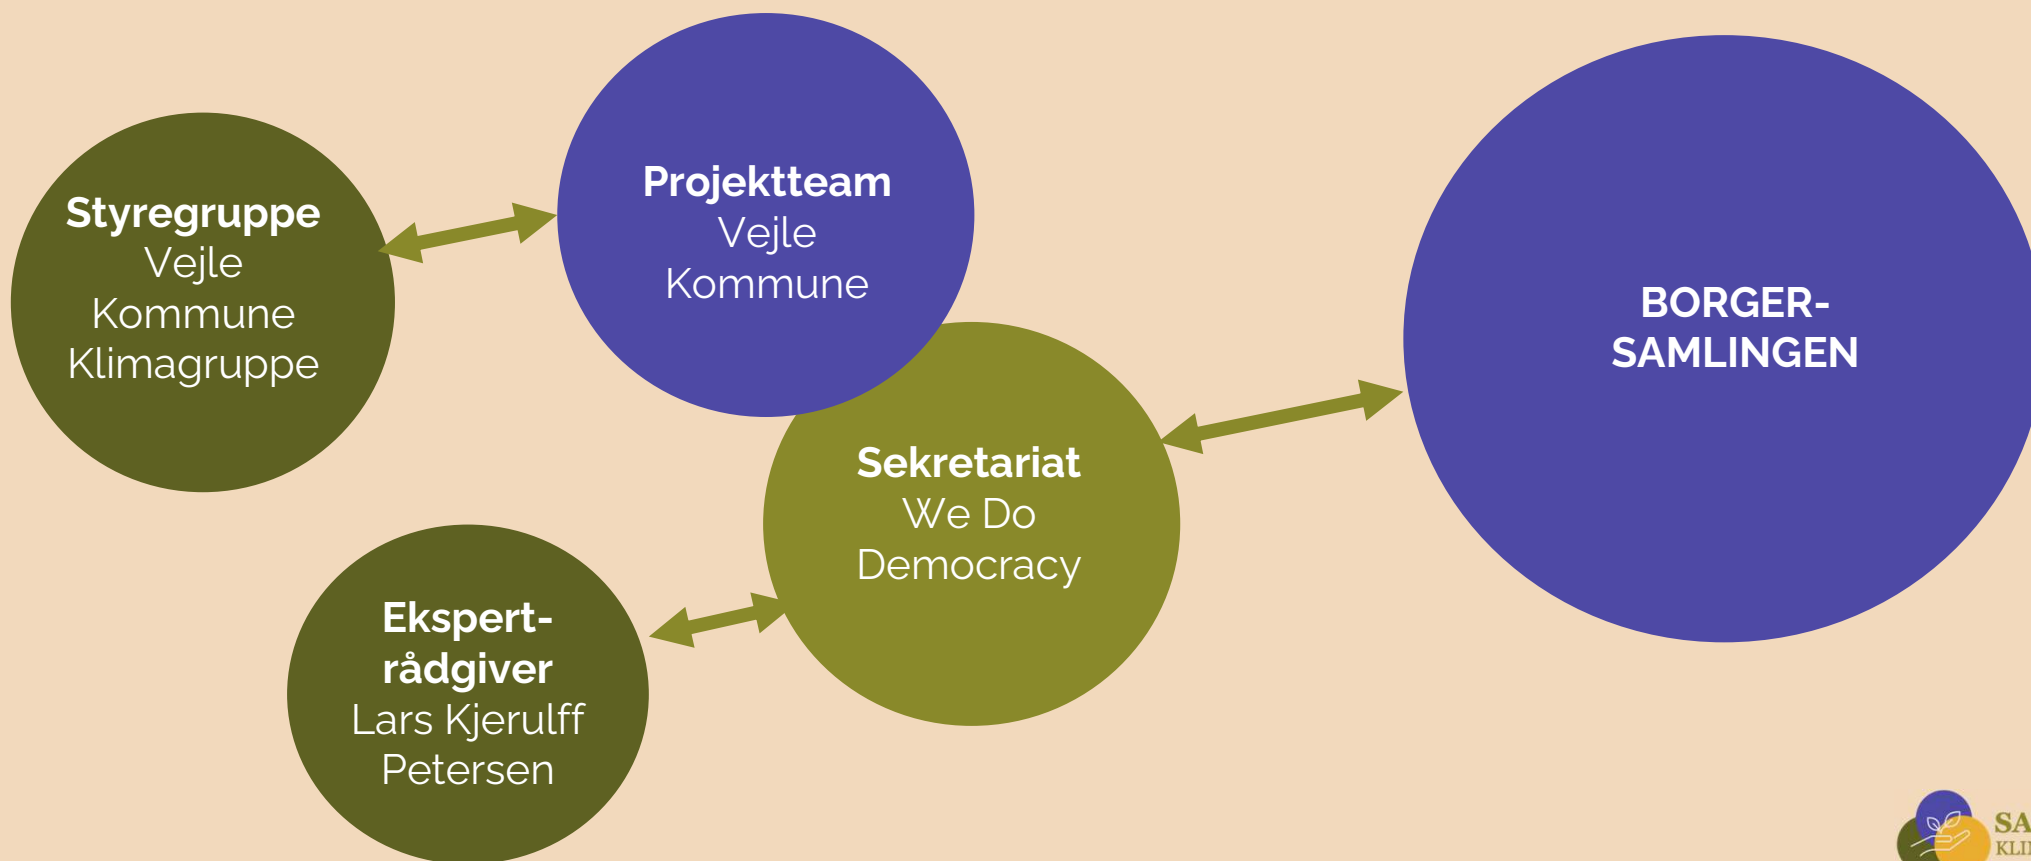 Styregruppe
Vejle
Kommune
Klimagruppe
Projektteam
Vejle
Kommune
BORGER-
SAMLINGEN
Sekretariat
We Do
Democracy
Ekspert-
rådgiver
Lars Kjerulff
Petersen